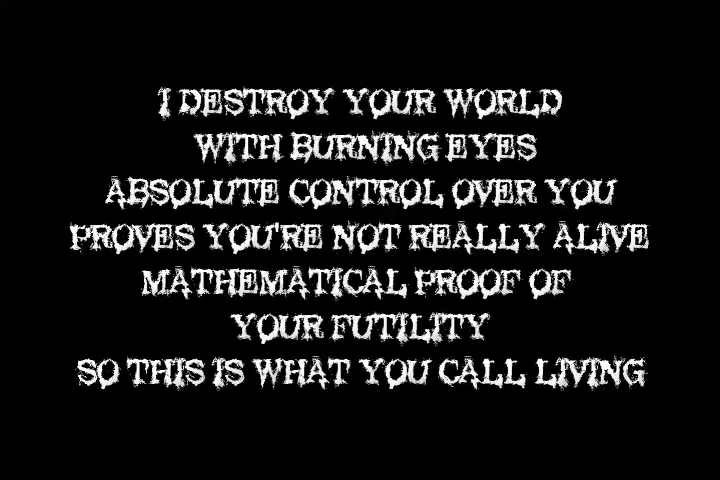 I DESTROY YOUR WORLD
WITH BURNING EYES
ABSOLUTE CONTROL OVER YOU
PROVES YOU'RE NOT REALLY ALIVE
MATHEMATICAL PROOF OF
YOUR FUTILITY
SO THIS IS WHAT YOU CALL LIVING